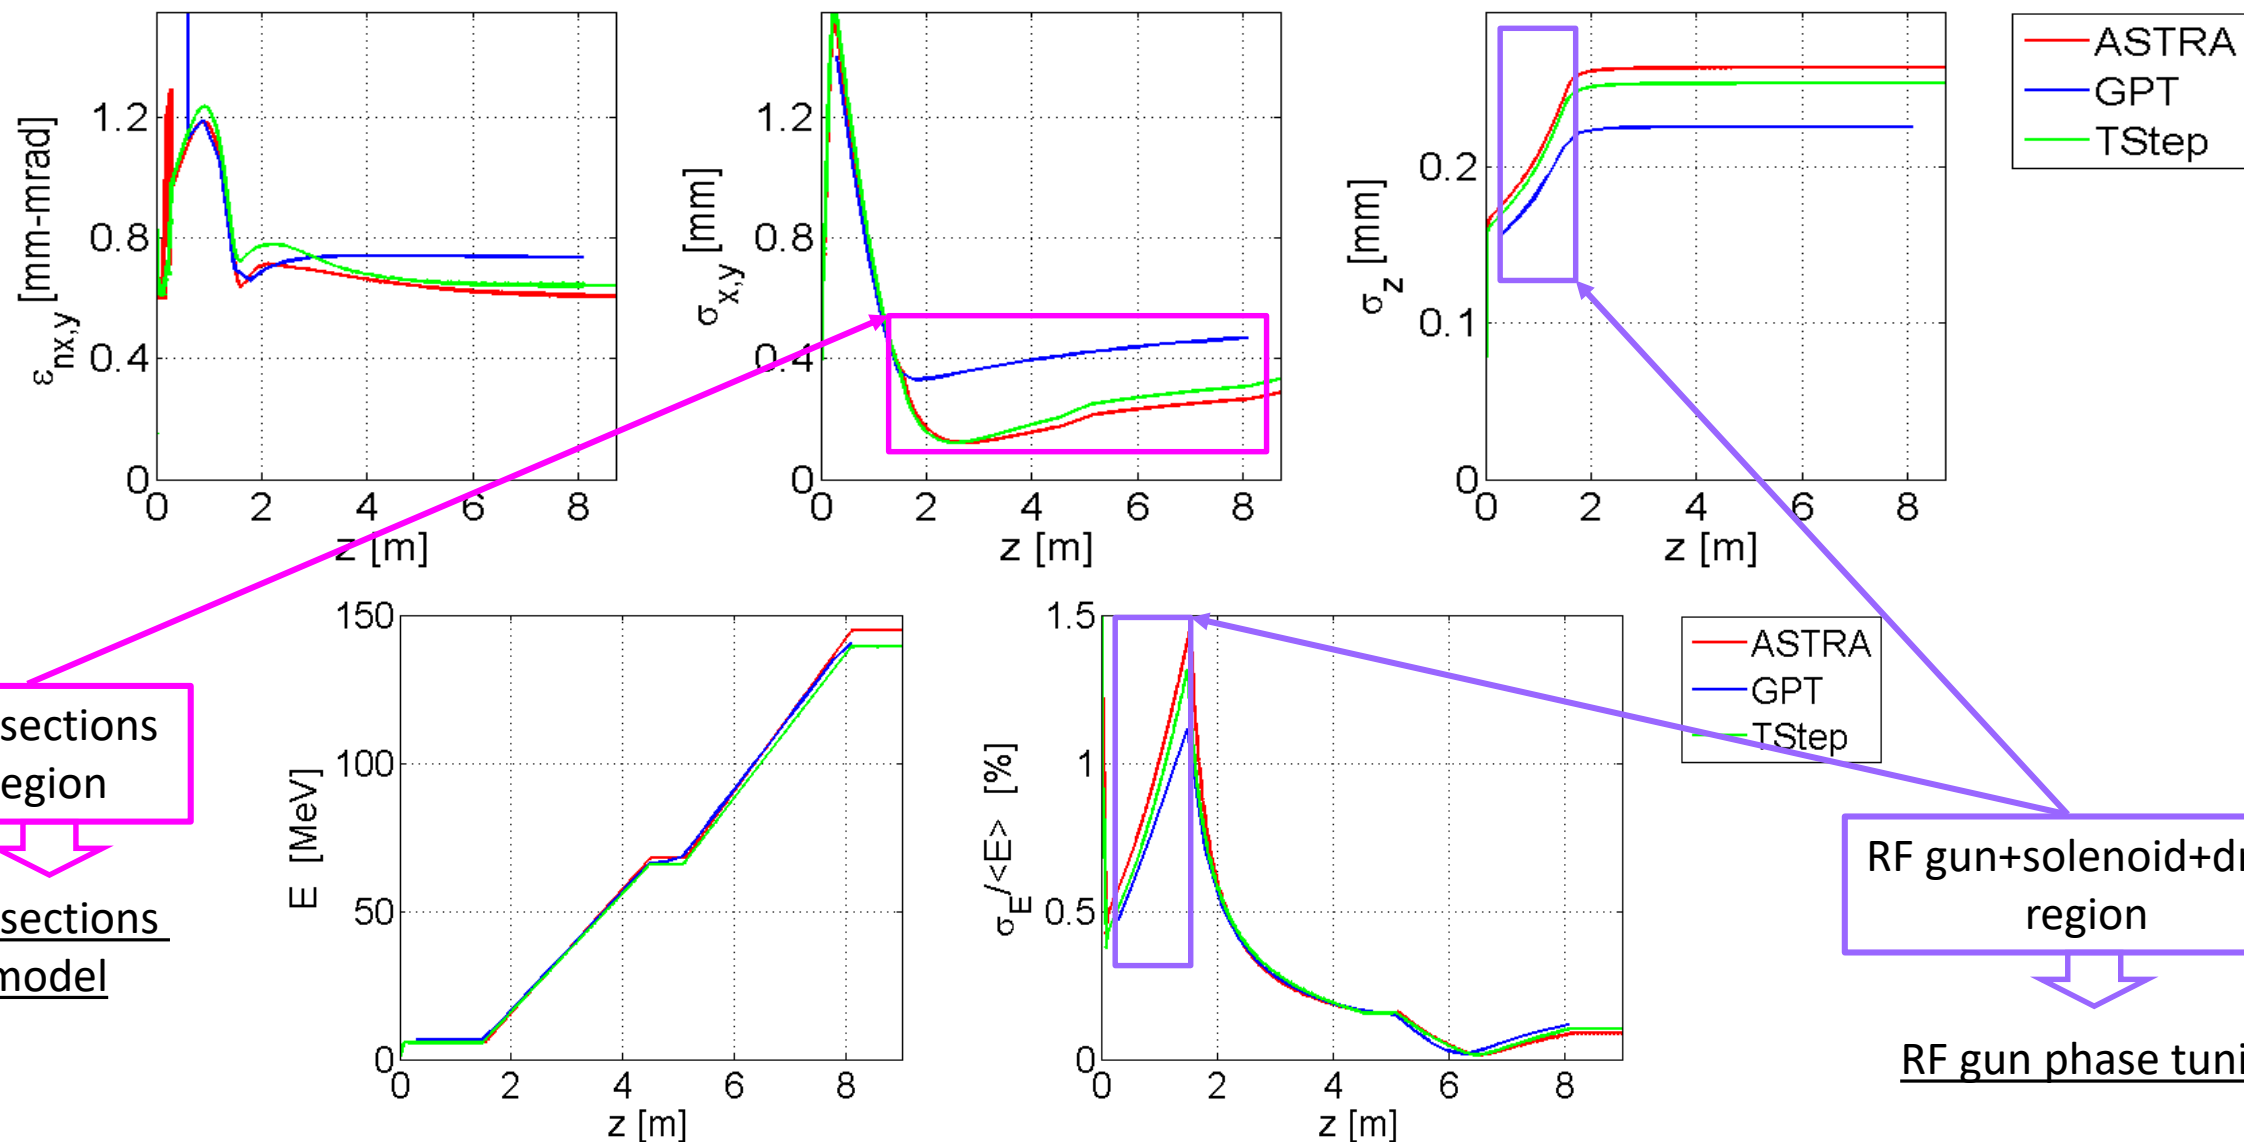 1.2
0.8
0.4
0
0 2 4 6 8
z [m]
εnx,y [mm-mrad]
1.2
0.8
0.4
0
0 2 4 6 8
z [m]
σx,y [mm]
0.2
0.1
0
0 2 4 6 8
z [m]
σz [mm]
ASTRA
GPT
TStep
sections
egion
sections
model
150
100
50
0
0 2 4 6 8
z [m]
E [MeV]
1.5
1
0.5
0
0 2 4 6 8
z [m]
σE/<E> [%]
ASTRA
GPT
TStep
RF gun+solenoid+dr
region
RF gun phase tuni